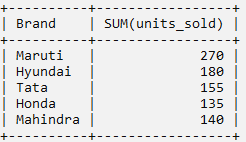 +----------+-----------------+
| Brand    | SUM(units_sold) |
+----------+-----------------+
| Maruti   |             270 |
| Hyundai  |             180 |
| Tata     |             155 |
| Honda    |             135 |
| Mahindra |             140 |
+----------+-----------------+